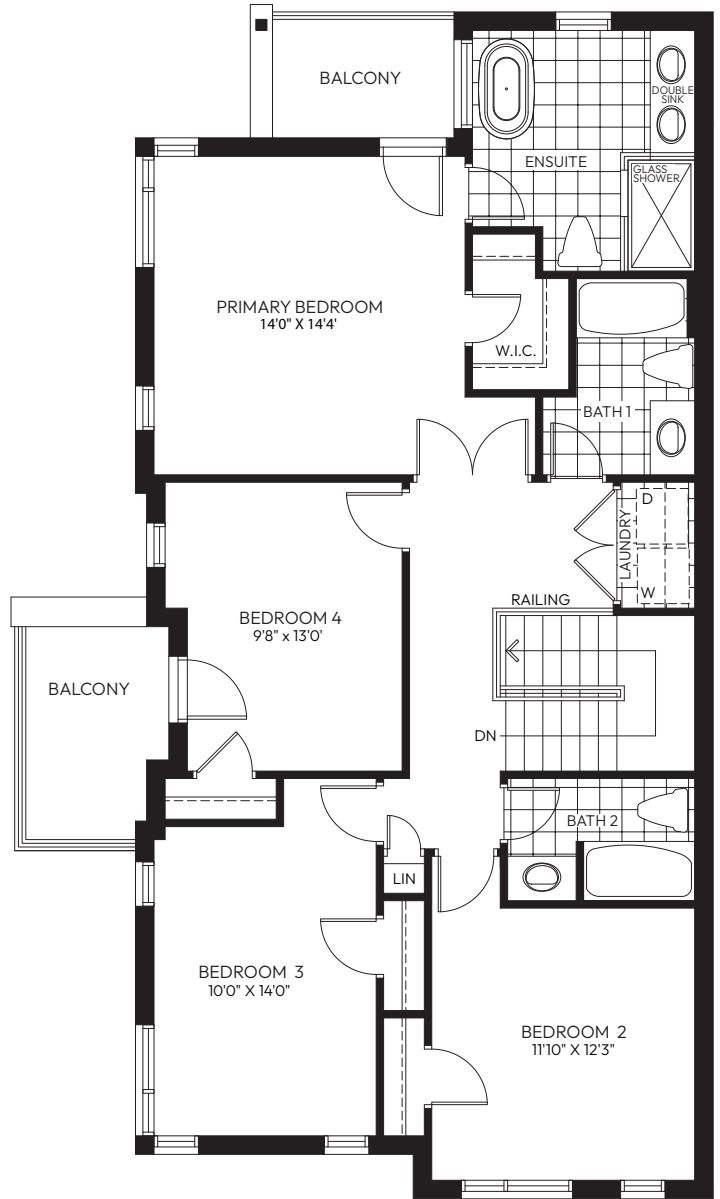 BALCONY
DOUBLE
SINK
ENSUITE
GLASS
SHOWER
PRIMARY BEDROOM
14'0" X 14'4'
W.I.C.
BATH 1
D
LAUNDRY
W
RAILING
BEDROOM 4
9'8" x 13'0'
BALCONY
DN
BATH 2
LIN
BEDROOM 3
10'0" X 14'0"
BEDROOM 2
11'10" X 12'3"